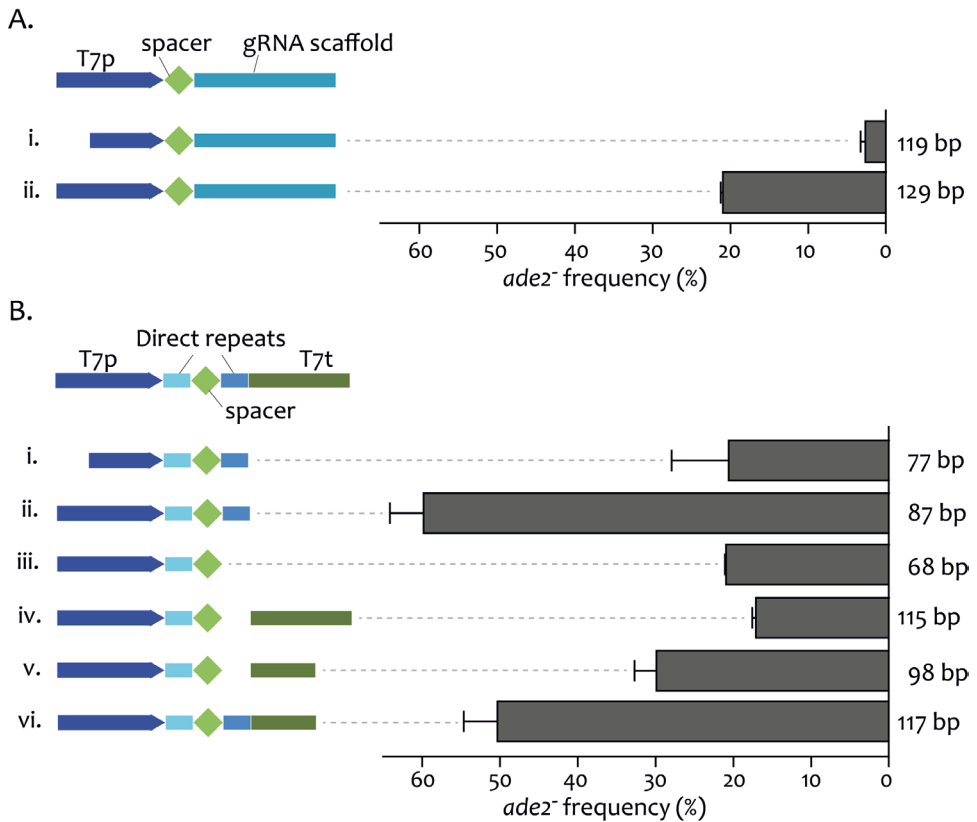 A.
T7p
spacer
gRNA scaffold
i.
119 bp
ii.
129 bp
60 50 40 30 20 10 0
ade2⁻ frequency (%)
B.
Direct repeats
T7p
T7t
spacer
i.
77 bp
ii.
87 bp
iii.
68 bp
iv.
115 bp
v.
98 bp
vi.
117 bp
60 50 40 30 20 10 0
ade2⁻ frequency (%)